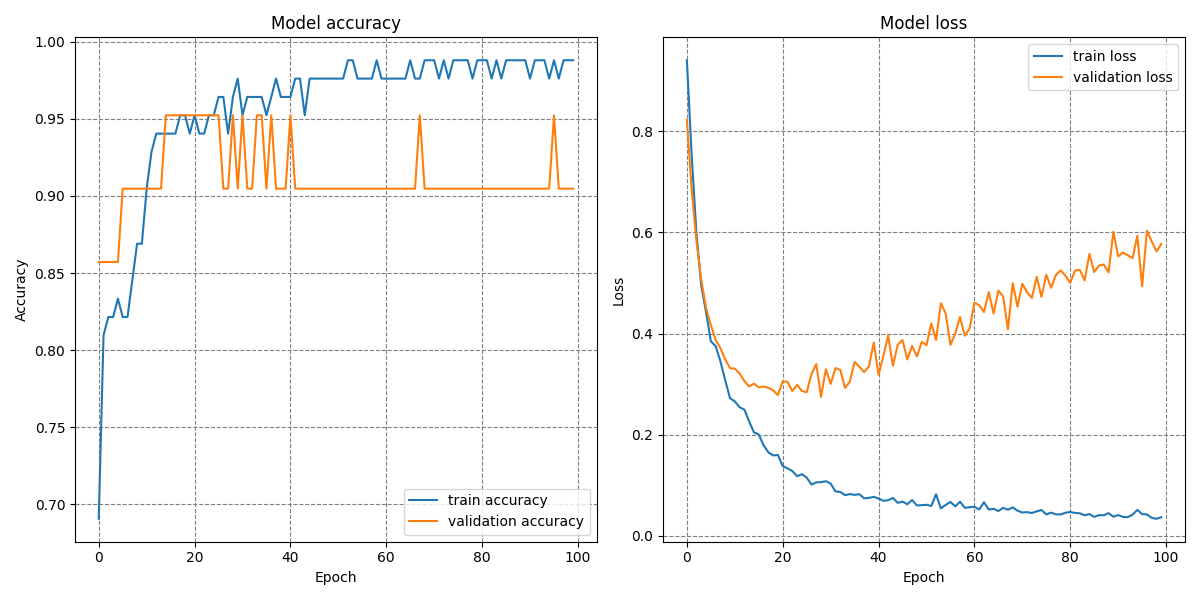 Model accuracy
1.00
0.95
0.90
0.85
0.80
0.75
0.70
Accuracy
train accuracy
validation accuracy
0 20 40 60 80 100
Epoch
Model loss
train loss
validation loss
0.8
0.6
0.4
0.2
0.0
Loss
0 20 40 60 80 100
Epoch